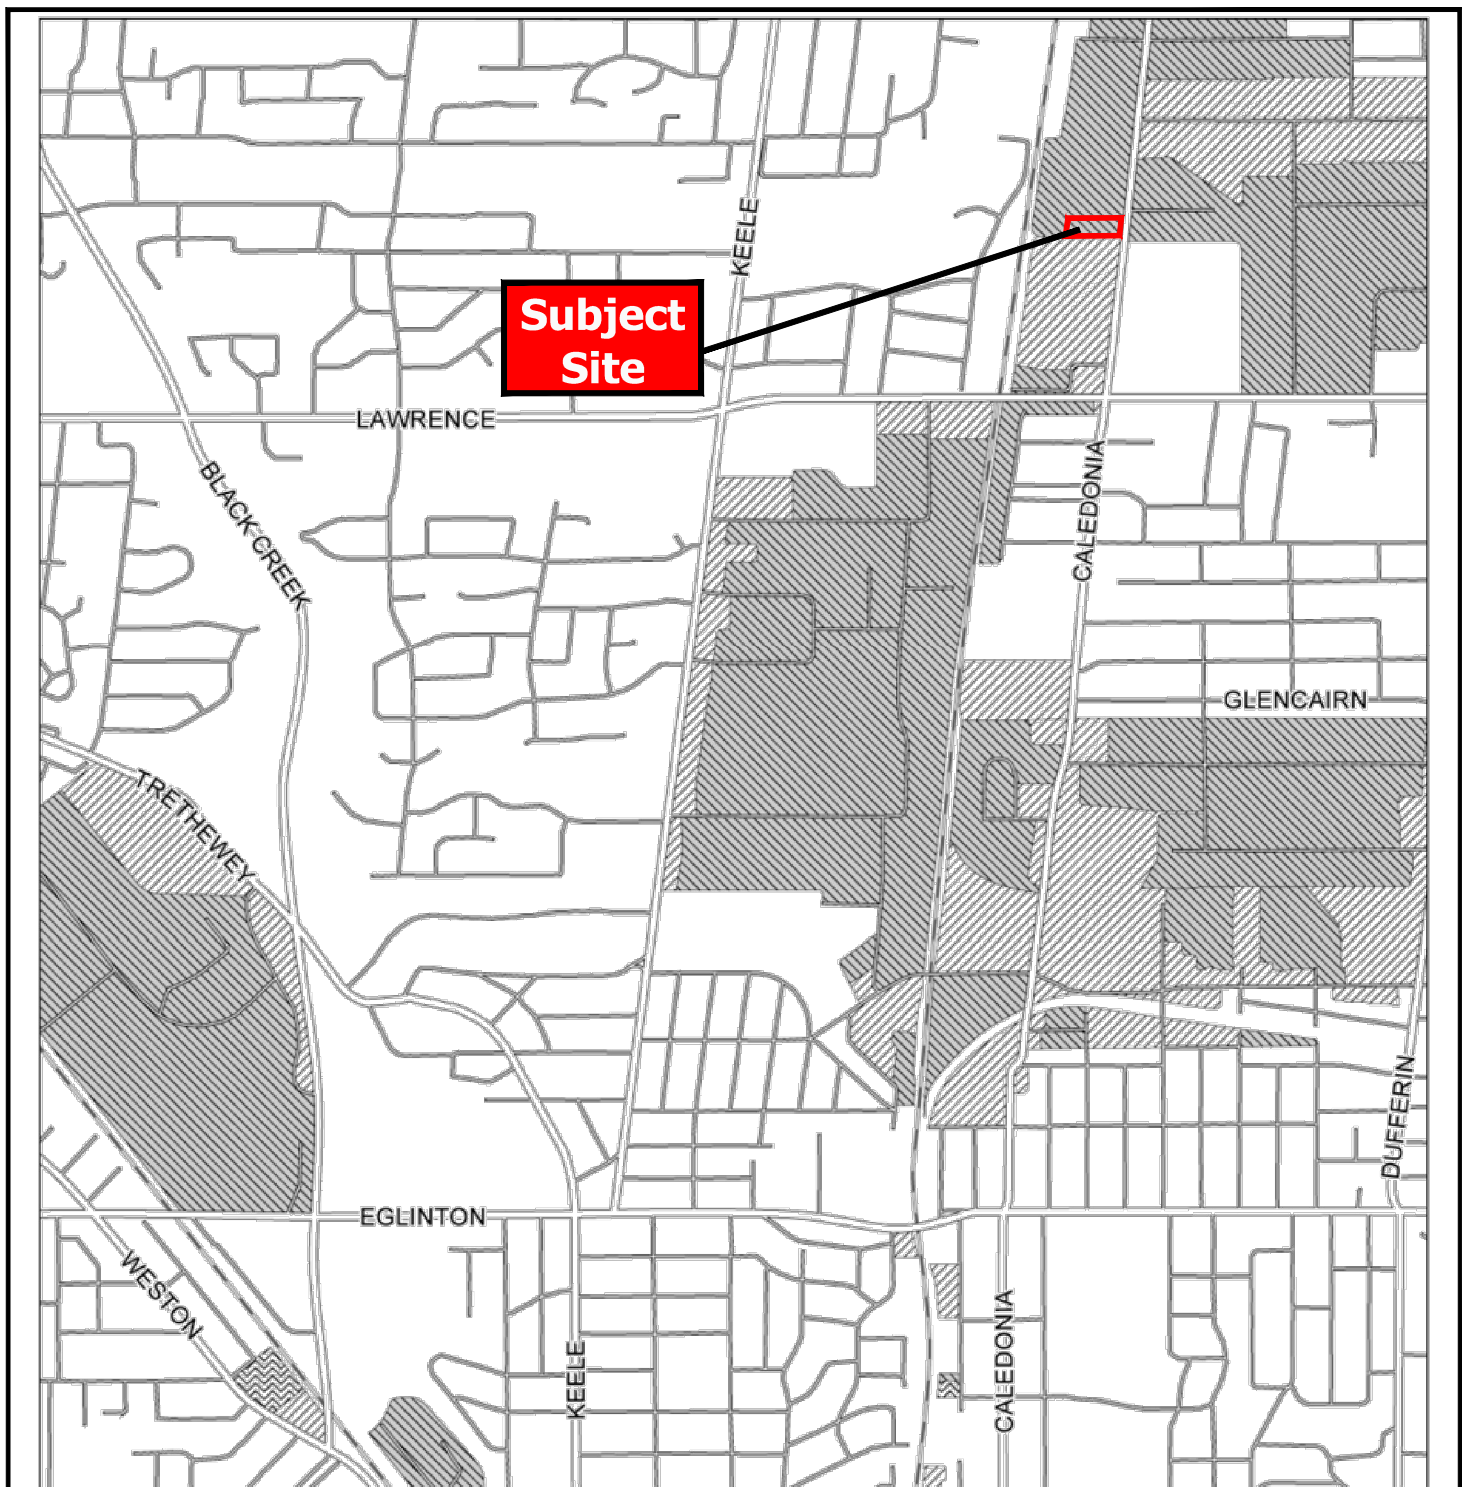 KEELE
Subject
Site
LAWRENCE
BLACK CREEK
CALEDONIA
GLENCAIRN
TRETHEWEY
DUFFERIN
EGLINTON
WESTON
KEELE
CALEDONIA